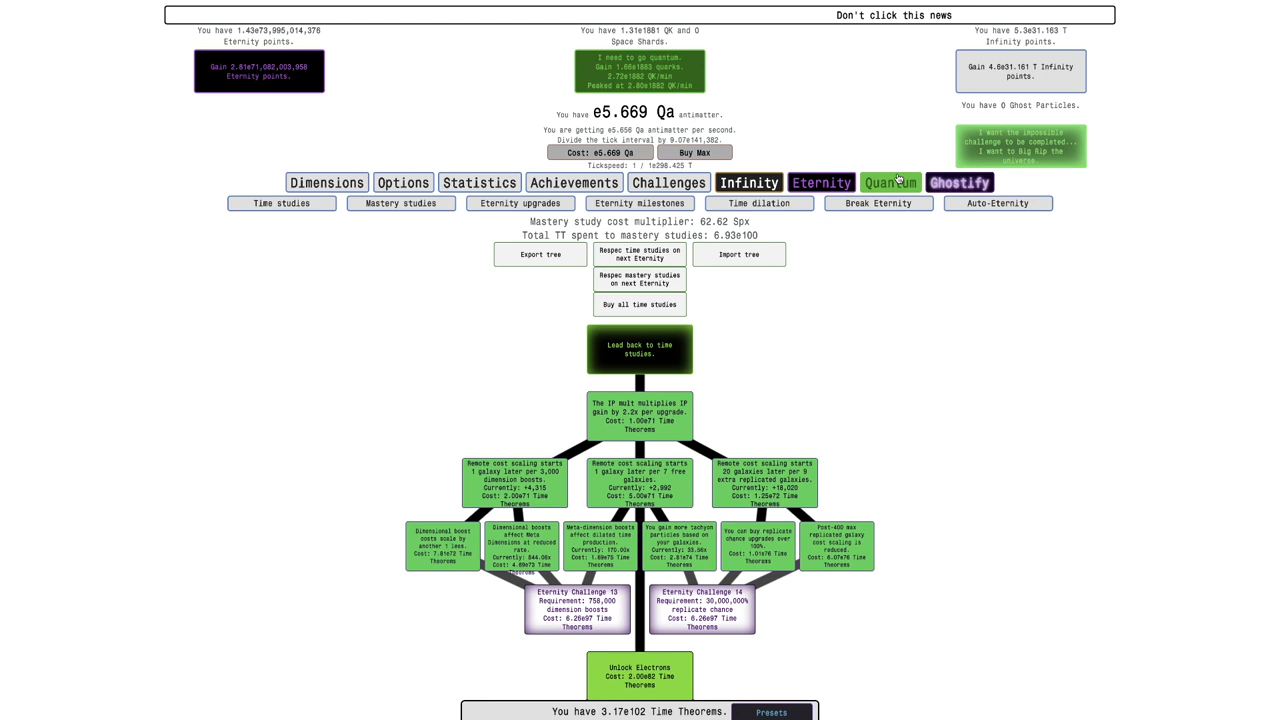 Don't click this news
You have 1.43e73,995,014,376
Eternity points.
Gain 2.81e71,082,003,958
Eternity points.
You have 1.31e1881 QK and 0
Space Shards.
I need to go quantum.
Gain 1.66e1883 quarks.
2.72e1882 QK/min
Peaked at 2.80e1882 QK/min
You have 5.3e31.163 T
Infinity points.
Gain 4.6e31.161 T Infinity
points.
You have 0 Ghost Particles.
I want the impossible
challenge to be completed...
I want to Big Rip the
universe.
You have e5.669 Qa antimatter.
You are getting e5.656 Qa antimatter per second.
Divide the tick interval by 9.07e141,382.
Cost: e5.669 Qa
Buy Max
Tickspeed: 1 / 1e298.425 T
Dimensions
Options
Statistics
Achievements
Challenges
Infinity
Eternity
Quantum
Ghostify
Time studies
Mastery studies
Eternity upgrades
Eternity milestones
Time dilation
Break Eternity
Auto-Eternity
Mastery study cost multiplier: 62.62 Spx
Total TT spent to mastery studies: 6.93e100
Export tree
Respec time studies on
next Eternity
Import tree
Respec mastery studies
on next Eternity
Buy all time studies
Lead back to time
studies.
The IP mult multiplies IP
gain by 2.2x per upgrade.
Cost: 1.00e71 Time
Theorems
Remote cost scaling starts
1 galaxy later per 3,000
dimension boosts.
Currently: +4,315
Cost: 2.00e71 Time
Theorems
Remote cost scaling starts
1 galaxy later per 7 free
galaxies.
Currently: +2,992
Cost: 5.00e71 Time
Theorems
Remote cost scaling starts
20 galaxies later per 9
extra replicated galaxies.
Currently: +18,020
Cost: 1.25e72 Time
Theorems
Dimensional boost
costs scale by
another 1 less.
Cost: 7.81e72 Time
Theorems
Dimensional boosts
affect Meta
Dimensions at reduced
rate.
Currently: 844.06x
Cost: 4.69e73 Time
Theorems
Meta-dimension boosts
affect dilated time
production.
Currently: 170.00x
Cost: 1.69e75 Time
Theorems
You gain more tachyon
particles based on
your galaxies.
Currently: 33.56x
Cost: 2.81e74 Time
Theorems
You can buy replicate
chance upgrades over
100%.
Cost: 1.01e76 Time
Theorems
Post-400 max
replicated galaxy
cost scaling is
reduced.
Cost: 6.07e76 Time
Theorems
Eternity Challenge 13
Requirement: 758,000
dimension boosts
Cost: 6.26e97 Time
Theorems
Eternity Challenge 14
Requirement: 30,000,000%
replicate chance
Cost: 6.26e97 Time
Theorems
Unlock Electrons
Cost: 2.00e82 Time
Theorems
You have 3.17e102 Time Theorems.
Presets